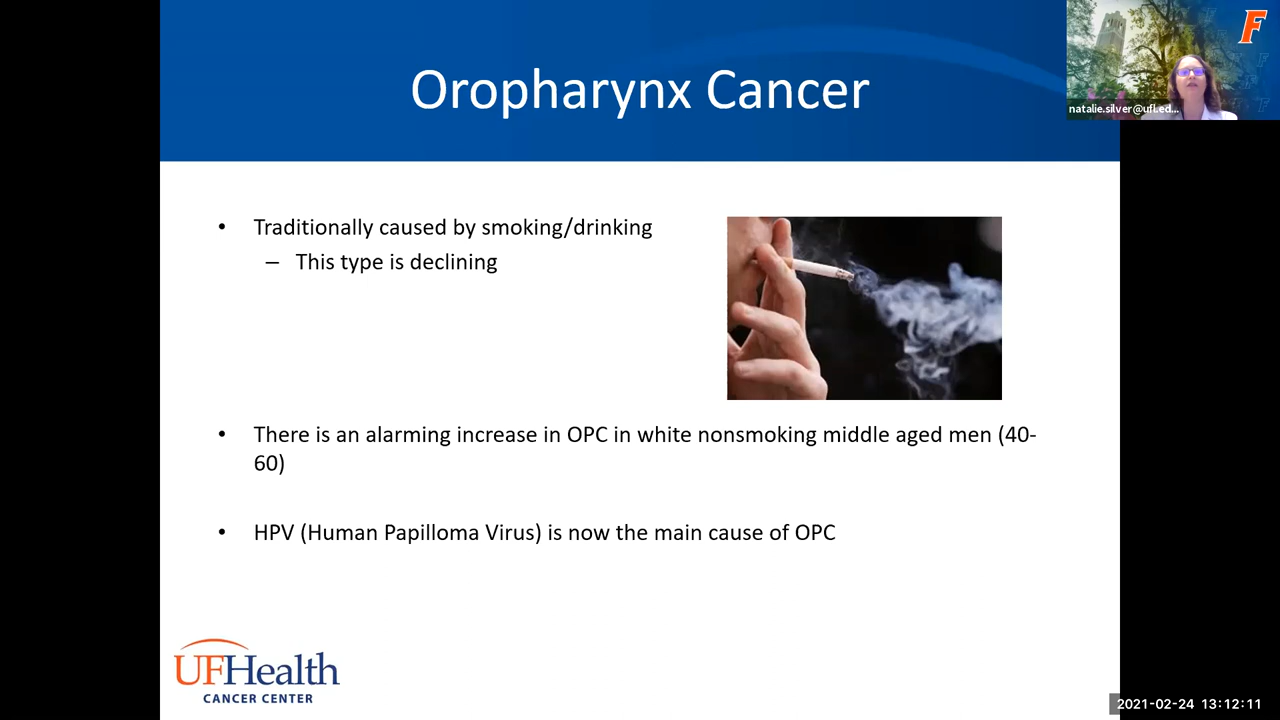 Oropharynx Cancer
F
natalie.silver@ufl.ed...
• Traditionally caused by smoking/drinking
– This type is declining
• There is an alarming increase in OPC in white nonsmoking middle aged men (40-
60)
• HPV (Human Papilloma Virus) is now the main cause of OPC
UFHealth
CANCER CENTER
2021-02-24 13:12:11